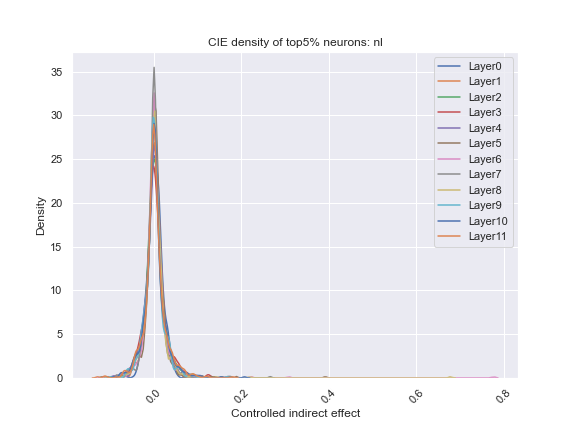 CIE density of top5% neurons: nl
Density
35
30
25
20
15
10
5
0
0.0
0.2
0.4
0.6
0.8
Controlled indirect effect
Layer0
Layer1
Layer2
Layer3
Layer4
Layer5
Layer6
Layer7
Layer8
Layer9
Layer10
Layer11